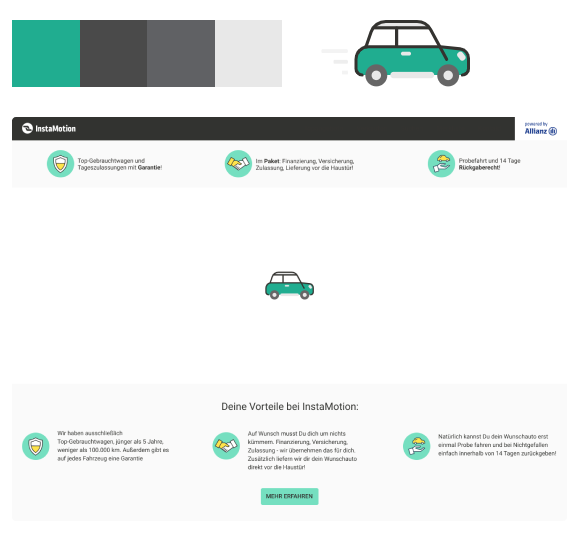 InstaMotion
powered by
Allianz
Top-Gebrauchtwagen und
Tageszulassungen mit Garantie!
Im Paket: Finanzierung, Versicherung,
Zulassung, Lieferung vor die Haustür!
Probefahrt und 14 Tage
Rückgaberecht!
Deine Vorteile bei InstaMotion:
Wir haben ausschließlich
Top-Gebrauchtwagen, jünger als 5 Jahre,
weniger als 100.000 km. Außerdem gibt es
auf jedes Fahrzeug eine Garantie.
Auf Wunsch musst Du dich um nichts
kümmern. Finanzierung, Versicherung,
Zulassung - wir übernehmen das für dich.
Zusätzlich liefern wir dir dein Wunschauto
direkt vor die Haustür!
Natürlich kannst Du dein Wunschauto erst
einmal Probe fahren und bei Nichtgefallen
einfach innerhalb von 14 Tagen zurückgeben!
MEHR ERFAHREN